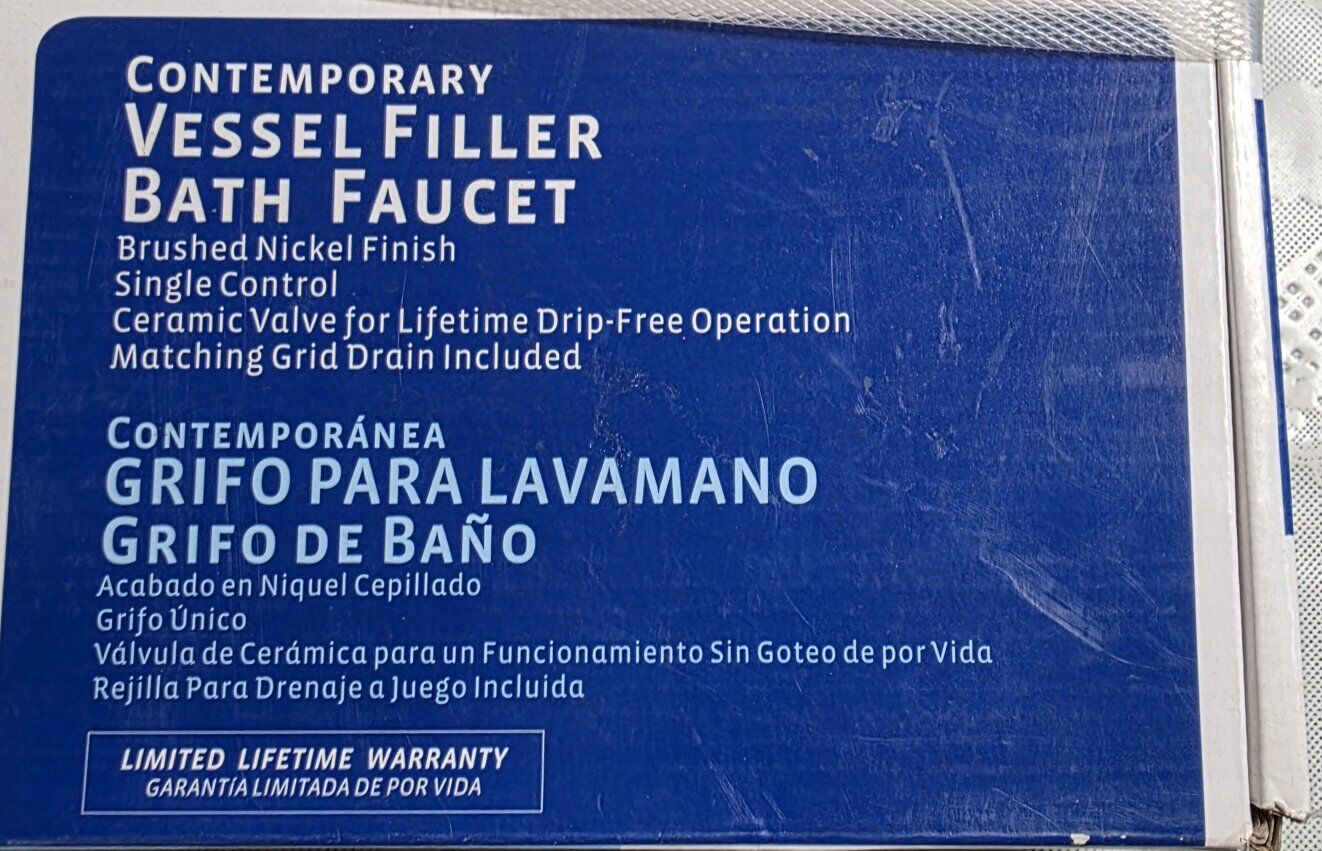 CONTEMPORARY
VESSEL FILLER
BATH FAUCET
Brushed Nickel Finish
Single Control
Ceramic Valve for Lifetime Drip-Free Operation
Matching Grid Drain Included
CONTEMPORÁNEA
GRIFO PARA LAVAMANO
GRIFO DE BAÑO
Acabado en Niquel Cepillado
Grifo Único
Válvula de Cerámica para un Funcionamiento Sin Goteo de por Vida
Rejilla Para Drenaje a Juego Incluida
LIMITED LIFETIME WARRANTY
GARANTÍA LIMITADA DE POR VIDA